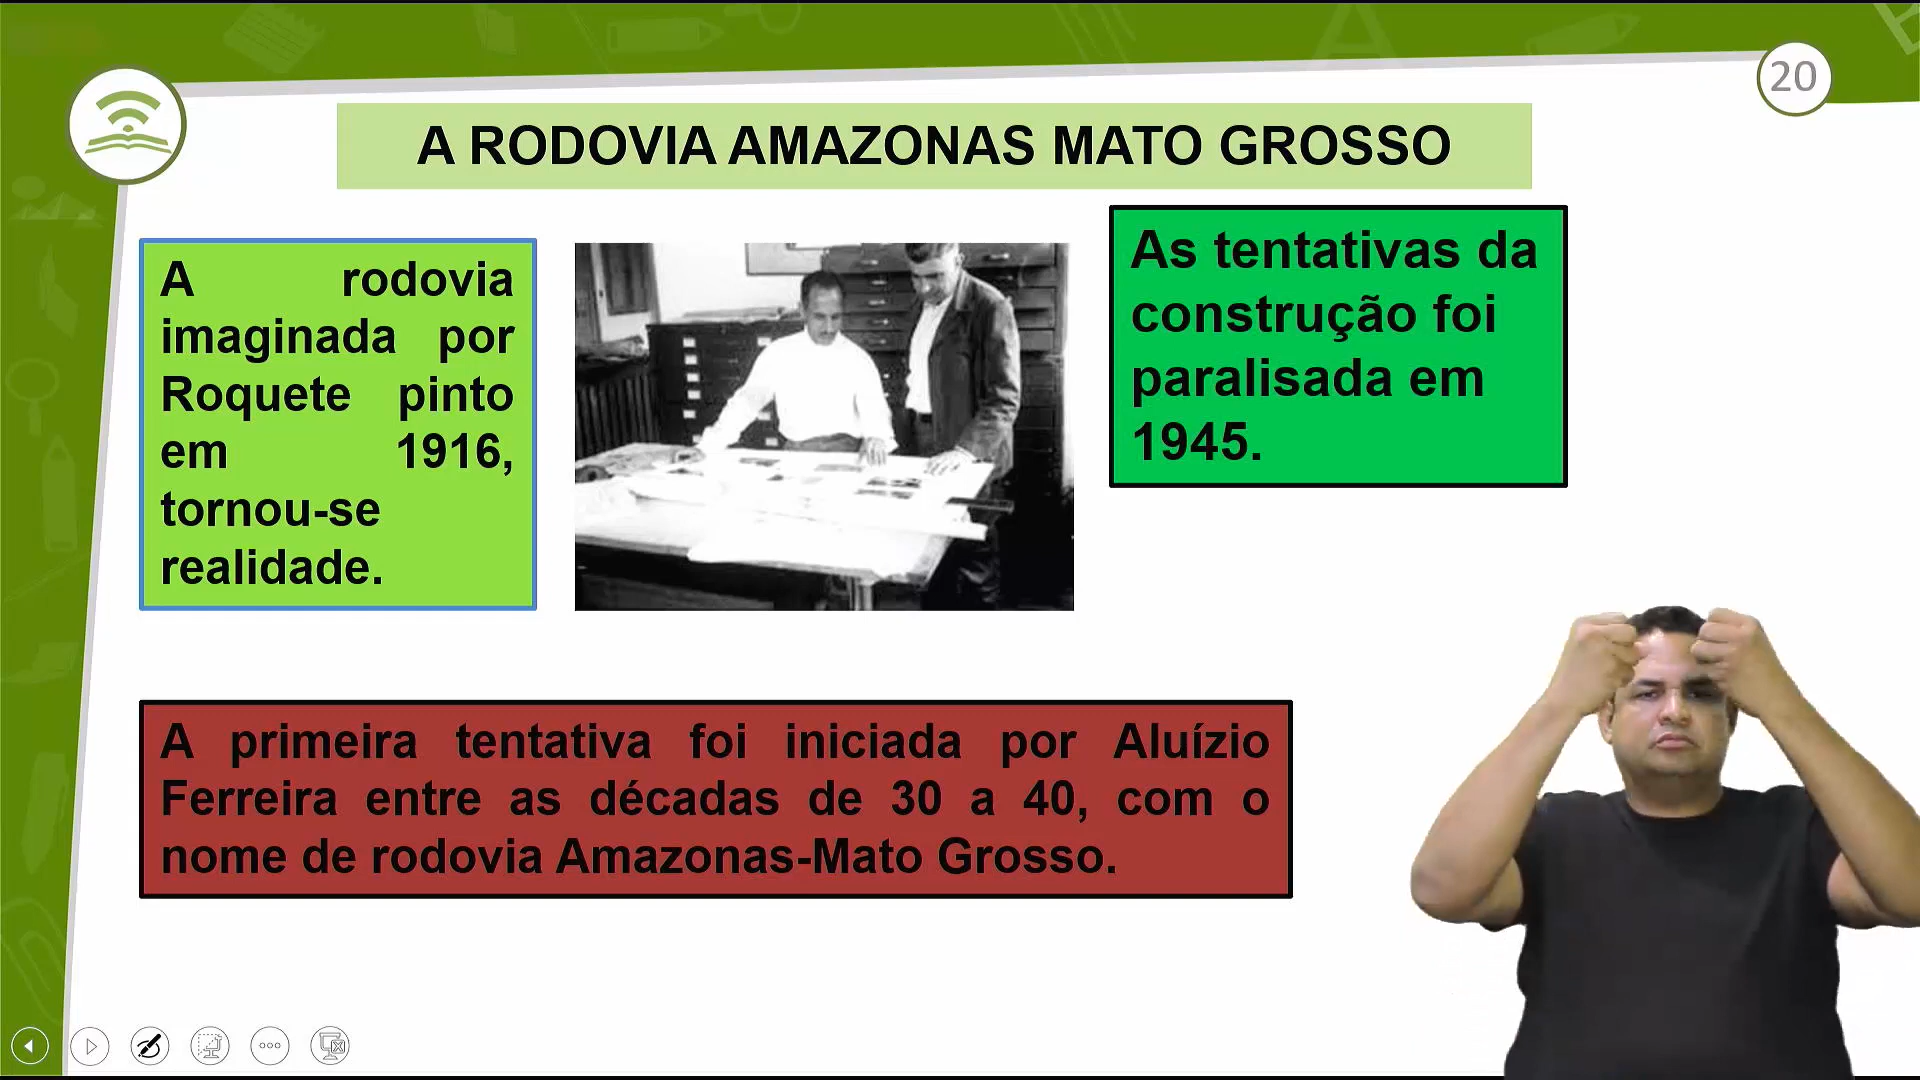 20
A RODOVIA AMAZONAS MATO GROSSO
A rodovia
imaginada por
Roquete pinto
em 1916,
tornou-se
realidade.
As tentativas da
construção foi
paralisada em
1945.
A primeira tentativa foi iniciada por Aluízio
Ferreira entre as décadas de 30 a 40, com o
nome de rodovia Amazonas-Mato Grosso.